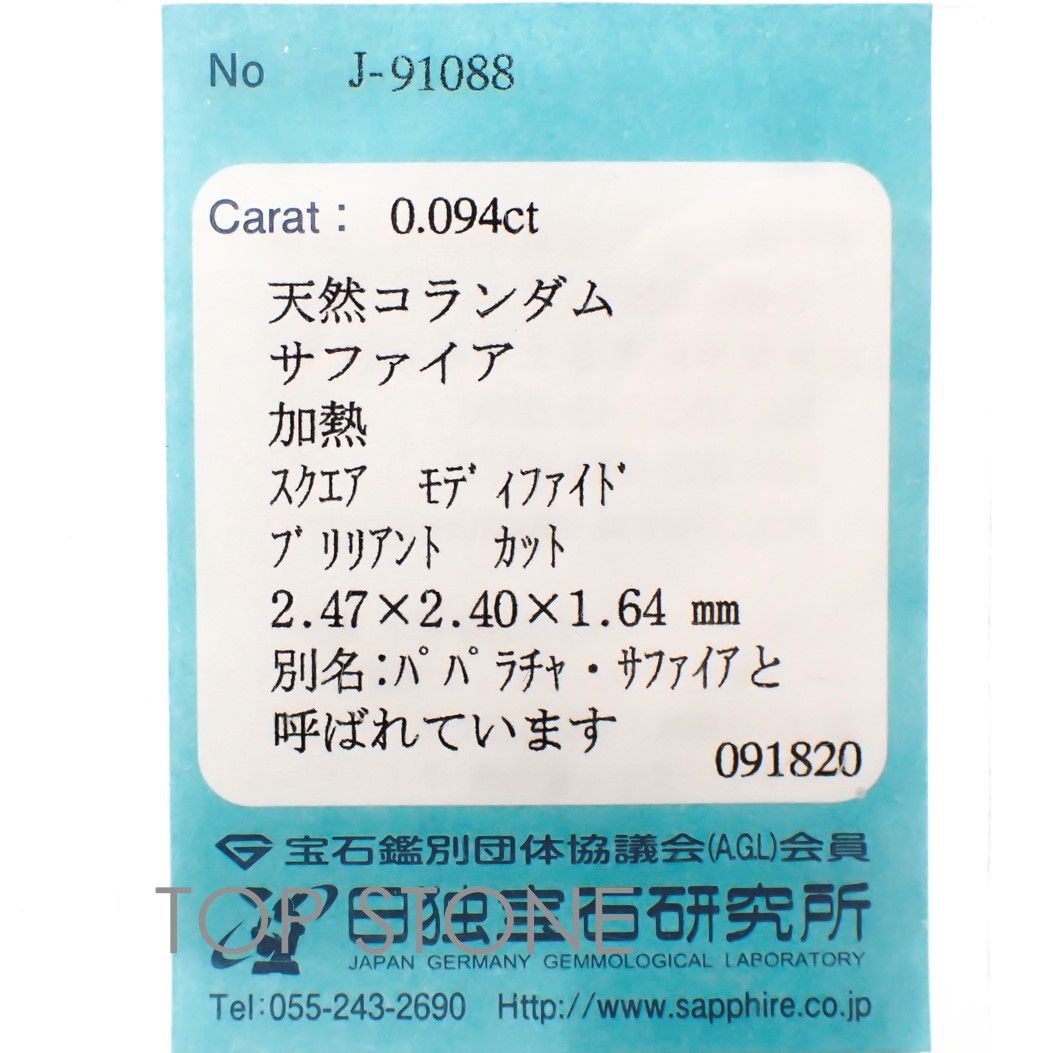 No J-91088
Carat： 0.094ct
天然コランダム
サファイア
加熱
ｽｸｴｱ ﾓﾃﾞｨﾌｧｲﾄﾞ
ﾌﾞﾘﾘｱﾝﾄ ｶｯﾄ
2.47×2.40×1.64 mm
別名：ﾊﾟﾊﾟﾗﾁｬ・ｻﾌｧｲｱと
呼ばれています
091820
宝石鑑別団体協議会(A.G.L)会員
TOP STONE
日独宝石研究所
JAPAN GERMANY GEMMOLOGICAL LABORATORY
Tel:055-243-2690 Http://www.sapphire.co.jp